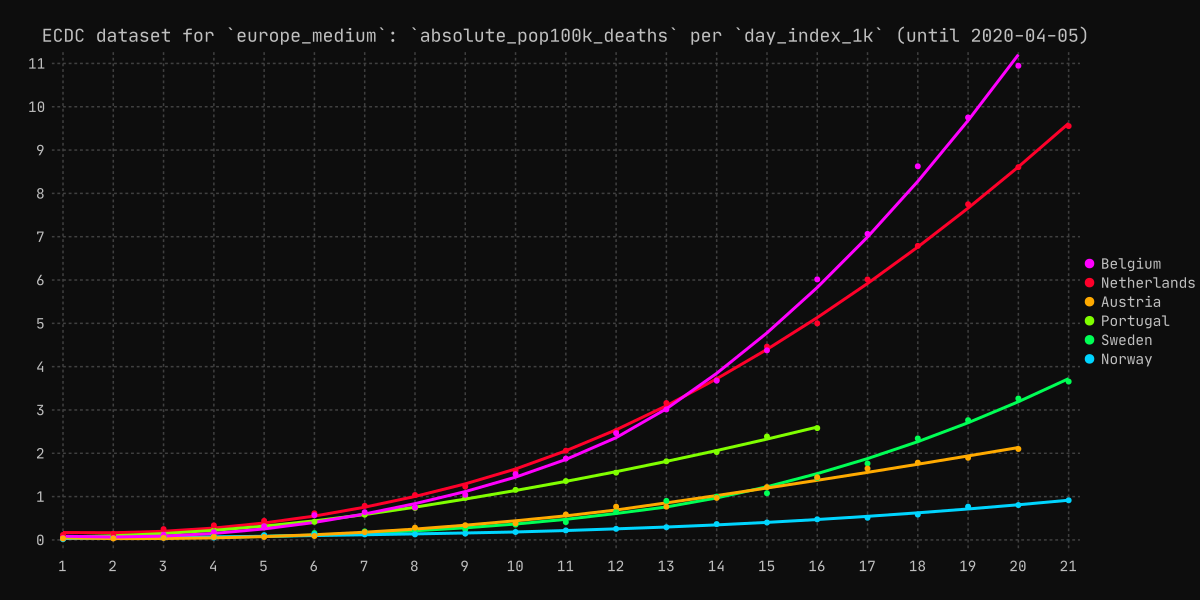 ECDC dataset for `europe_medium`: `absolute_pop100k_deaths` per `day_index_1k` (until 2020-04-05)
11
10
9
8
7
6
5
4
3
2
1
0
1 2 3 4 5 6 7 8 9 10 11 12 13 14 15 16 17 18 19 20 21
Belgium
Netherlands
Austria
Portugal
Sweden
Norway